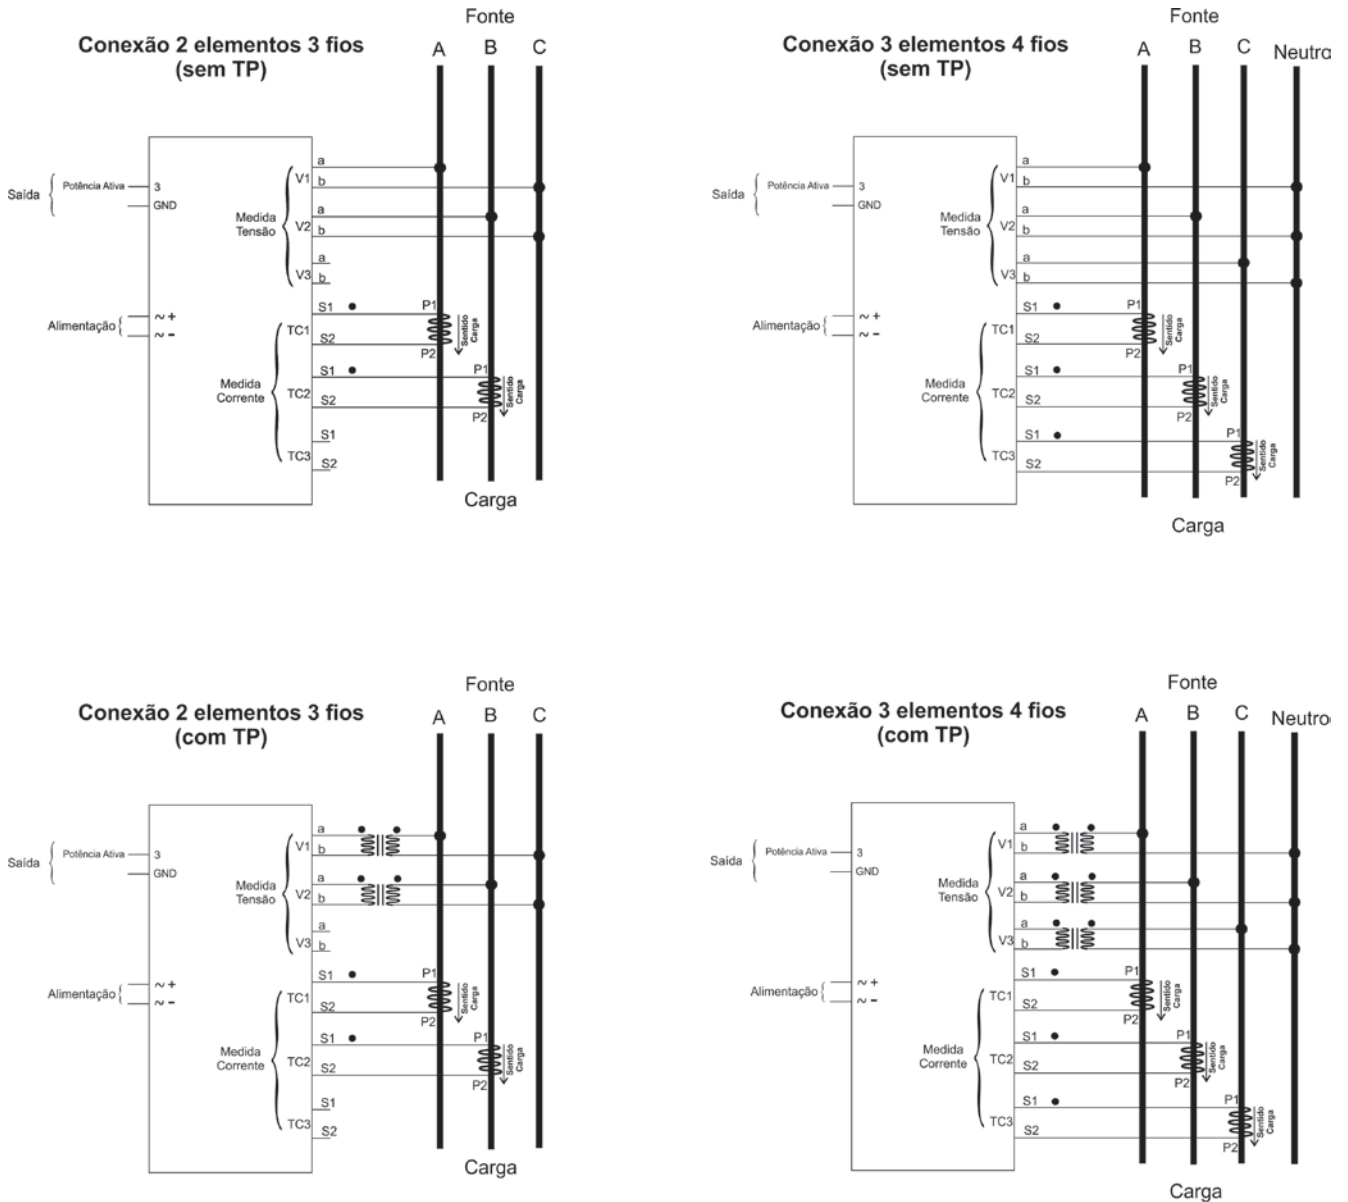 Fonte
Conexão 2 elementos 3 fios
(sem TP)
A
B
C
Saída
Potência Ativa
3
GND
Alimentação
~ +
~ -
Medida
Tensão
V1
a
b
V2
a
b
V3
a
b
Medida
Corrente
TC1
S1
S2
P1
P2
Sentido
Carga
TC2
S1
S2
P1
P2
Sentido
Carga
TC3
S1
S2
Carga
Fonte
Conexão 3 elementos 4 fios
(sem TP)
A
B
C
Neutro
Saída
Potência Ativa
3
GND
Alimentação
~ +
~ -
Medida
Tensão
V1
a
b
V2
a
b
V3
a
b
Medida
Corrente
TC1
S1
S2
P1
P2
Sentido
Carga
TC2
S1
S2
P1
P2
Sentido
Carga
TC3
S1
S2
P1
P2
Sentido
Carga
Carga
Fonte
Conexão 2 elementos 3 fios
(com TP)
A
B
C
Saída
Potência Ativa
3
GND
Alimentação
~ +
~ -
Medida
Tensão
V1
a
b
V2
a
b
V3
a
b
Medida
Corrente
TC1
S1
S2
P1
P2
Sentido
Carga
TC2
S1
S2
P1
P2
Sentido
Carga
TC3
S1
S2
Carga
Fonte
Conexão 3 elementos 4 fios
(com TP)
A
B
C
Neutro
Saída
Potência Ativa
3
GND
Alimentação
~ +
~ -
Medida
Tensão
V1
a
b
V2
a
b
V3
a
b
Medida
Corrente
TC1
S1
S2
P1
P2
Sentido
Carga
TC2
S1
S2
P1
P2
Sentido
Carga
TC3
S1
S2
P1
P2
Sentido
Carga
Carga